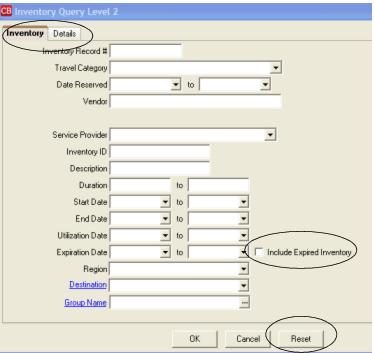 CB Inventory Query Level 2
Inventory Details
Inventory Record #
Travel Category
Date Reserved to
Vendor
Service Provider
Inventory ID
Description
Duration to
Start Date to
End Date to
Utilization Date to
Expiration Date to Include Expired Inventory
Region
Destination
Group Name ...
OK Cancel Reset